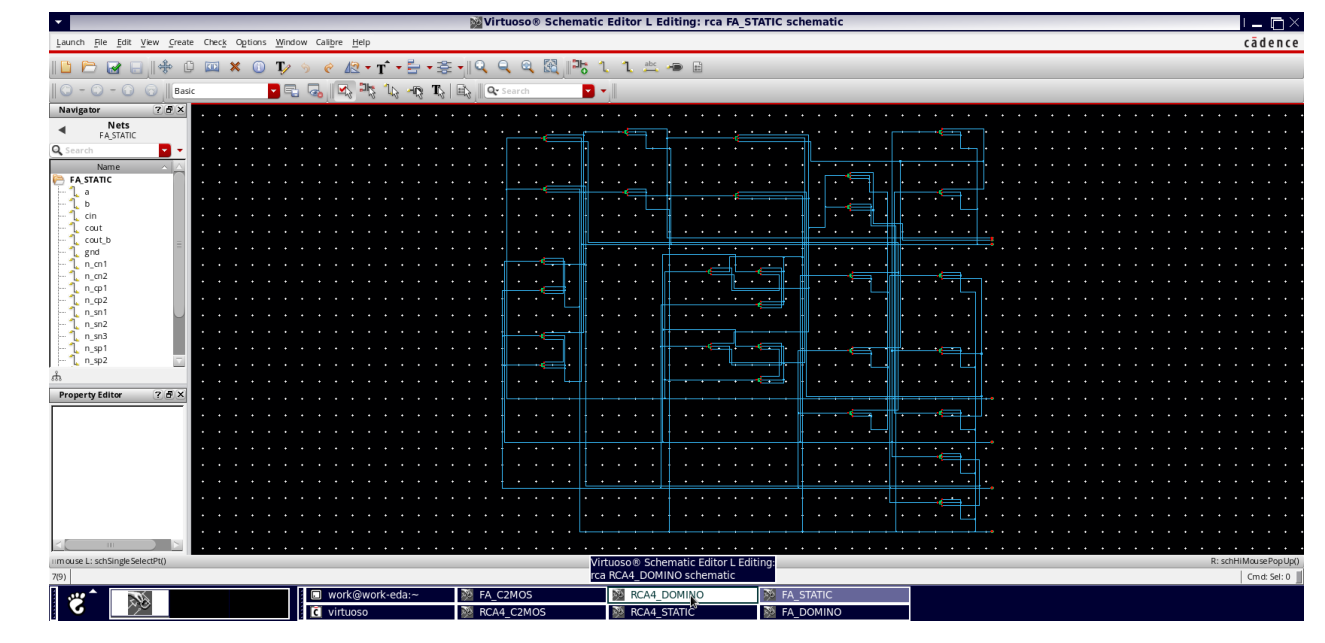 Virtuoso® Schematic Editor L Editing: rca FA_STATIC schematic
Launch File Edit View Create Check Options Window Calibre Help
cādence
Basic
Search
Navigator
Nets
FA_STATIC
Search
Name
FA_STATIC
a
b
cin
cout
cout_b
gnd
n_cn1
n_cn2
n_cp1
n_cp2
n_sn1
n_sn2
n_sn3
n_sp1
n_sp2
Property Editor
mouse L: schSingleSelectPt()
R: schHiMousePopUp()
Virtuoso® Schematic Editor L Editing:
rca RCA4_DOMINO schematic
7(9)
Cmd: Sel: 0
work@work-eda:~ FA_C2MOS RCA4_DOMINO FA_STATIC
virtuoso RCA4_C2MOS RCA4_STATIC FA_DOMINO